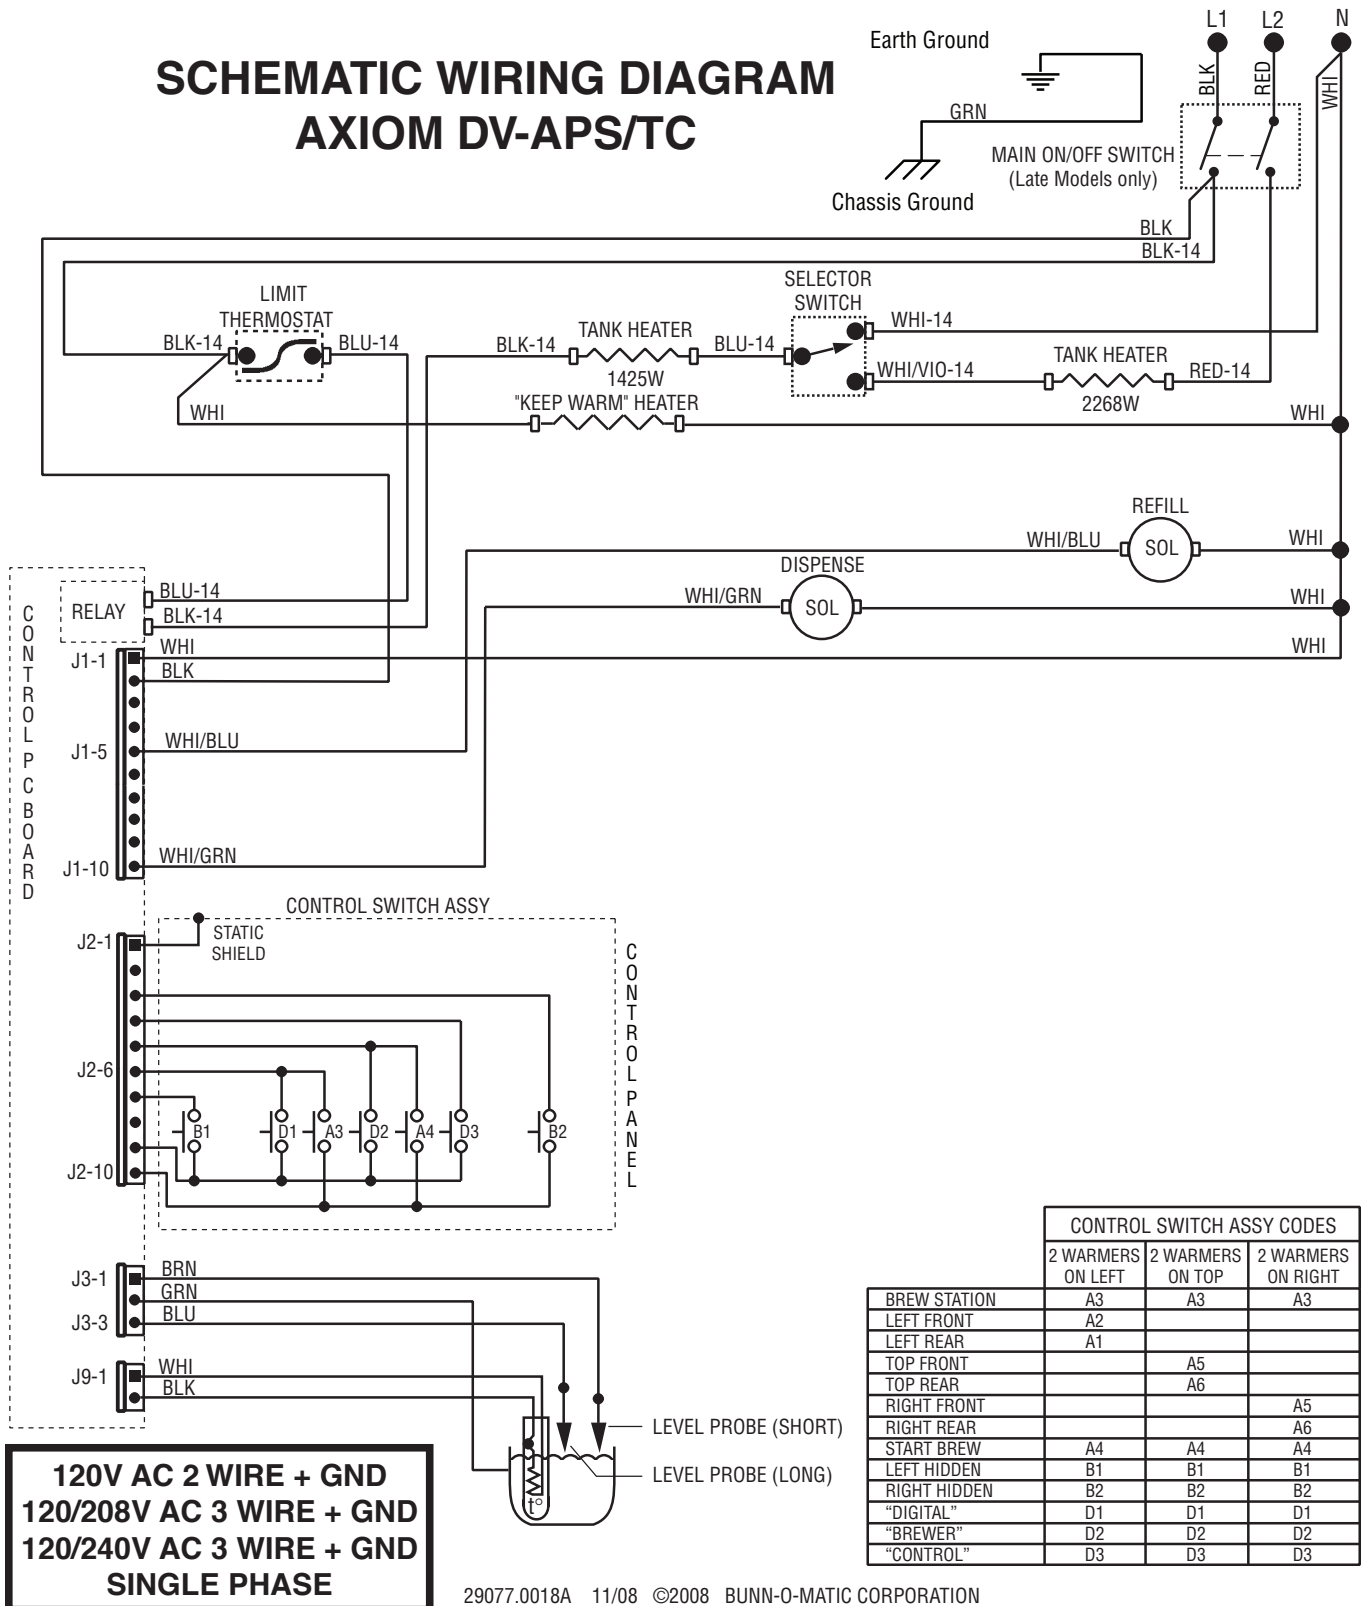 SCHEMATIC WIRING DIAGRAM
AXIOM DV-APS/TC
Earth Ground
GRN
Chassis Ground
L1 L2 N
BLK RED WHI
MAIN ON/OFF SWITCH
(Late Models only)
BLK
BLK-14
LIMIT
THERMOSTAT
BLK-14 BLU-14
WHI
BLK-14
TANK HEATER
1425W
BLU-14
SELECTOR
SWITCH
WHI-14
WHI/VIO-14
TANK HEATER
2268W
RED-14
"KEEP WARM" HEATER
WHI
REFILL
WHI/BLU SOL WHI
DISPENSE
WHI/GRN SOL WHI
WHI
CONTROL PC BOARD
RELAY
BLU-14
BLK-14
J1-1 WHI
BLK
J1-5 WHI/BLU
J1-10 WHI/GRN
CONTROL SWITCH ASSY
J2-1
STATIC
SHIELD
CONTROL PANEL
J2-6
B1 D1 A3 D2 A4 D3 B2
J2-10
J3-1 BRN
GRN
J3-3 BLU
J9-1 WHI
BLK
LEVEL PROBE (SHORT)
LEVEL PROBE (LONG)
t°
CONTROL SWITCH ASSY CODES
2 WARMERS ON LEFT 2 WARMERS ON TOP 2 WARMERS ON RIGHT
BREW STATION A3 A3 A3
LEFT FRONT A2
LEFT REAR A1
TOP FRONT A5
TOP REAR A6
RIGHT FRONT A5
RIGHT REAR A6
START BREW A4 A4 A4
LEFT HIDDEN B1 B1 B1
RIGHT HIDDEN B2 B2 B2
“DIGITAL” D1 D1 D1
“BREWER” D2 D2 D2
“CONTROL” D3 D3 D3
120V AC 2 WIRE + GND
120/208V AC 3 WIRE + GND
120/240V AC 3 WIRE + GND
SINGLE PHASE
29077.0018A 11/08 ©2008 BUNN-O-MATIC CORPORATION